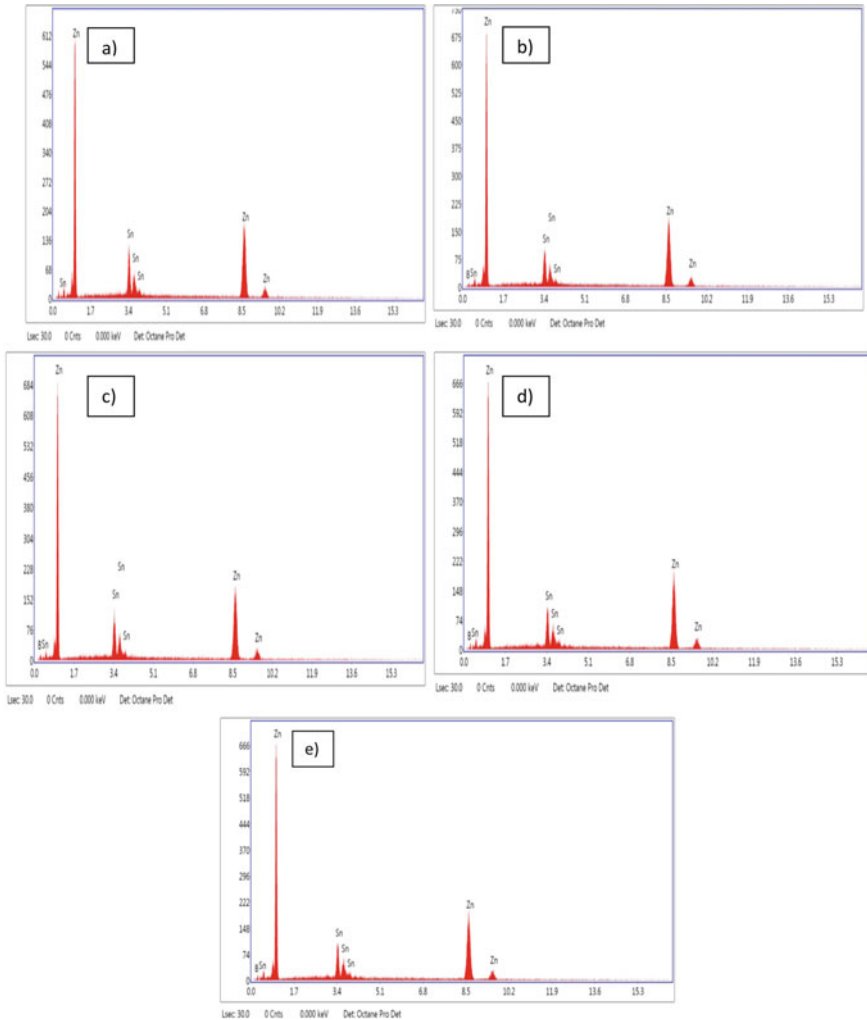 a)
Zn
612
544
476
408
340
272
204
136
68
0
Sn
Sn
Sn
Sn
Zn
Zn
0.0 1.7 3.4 5.1 6.8 8.5 10.2 11.9 13.6 15.3
Lsec: 30.0 0 Cnts 0.000 keV Det: Octane Pro Det
b)
Zn
750
675
600
525
450
375
300
225
150
75
0
B Sn
Sn
Sn
Sn
Zn
Zn
0.0 1.7 3.4 5.1 6.8 8.5 10.2 11.9 13.6 15.3
Lsec: 30.0 0 Cnts 0.000 keV Det: Octane Pro Det
c)
Zn
684
608
532
456
380
304
228
152
76
0
B Sn
Sn
Sn
Sn
Zn
Zn
0.0 1.7 3.4 5.1 6.8 8.5 10.2 11.9 13.6 15.3
Lsec: 30.0 0 Cnts 0.000 keV Det: Octane Pro Det
d)
Zn
666
592
518
444
370
296
222
148
74
0
B Sn
Sn
Sn
Sn
Zn
Zn
0.0 1.7 3.4 5.1 6.8 8.5 10.2 11.9 13.6 15.3
Lsec: 30.0 0 Cnts 0.000 keV Det: Octane Pro Det
e)
Zn
666
592
518
444
370
296
222
148
74
0
B Sn
Sn
Sn
Sn
Zn
Zn
0.0 1.7 3.4 5.1 6.8 8.5 10.2 11.9 13.6 15.3
Lsec: 30.0 0 Cnts 0.000 keV Det: Octane Pro Det